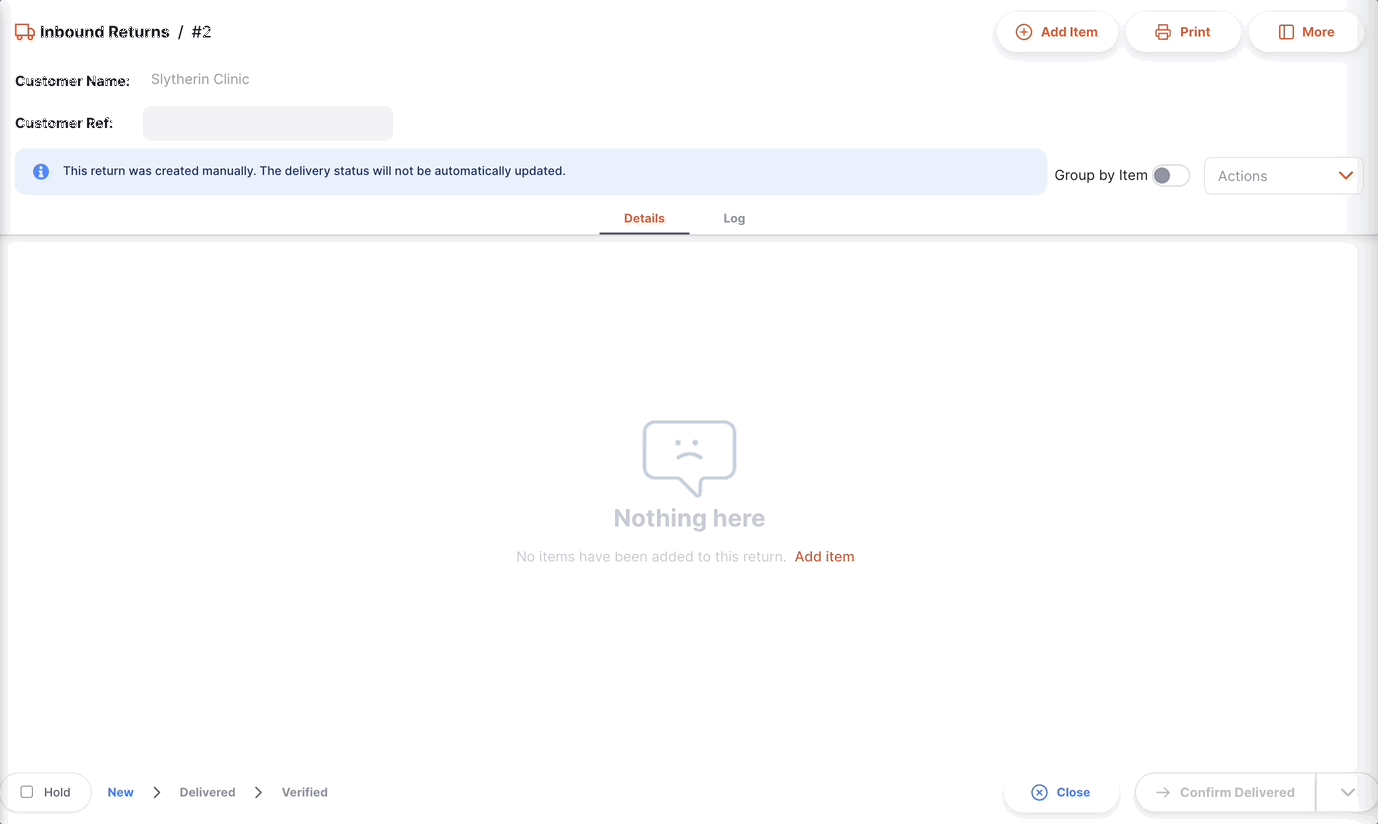 Inbound Returns / #2
Add Item
Print
More
Customer Name: Slytherin Clinic
Customer Ref:
This return was created manually. The delivery status will not be automatically updated.
Group by Item
Actions
Details
Log
Nothing here
No items have been added to this return. Add item
Hold
New
Delivered
Verified
Close
Confirm Delivered